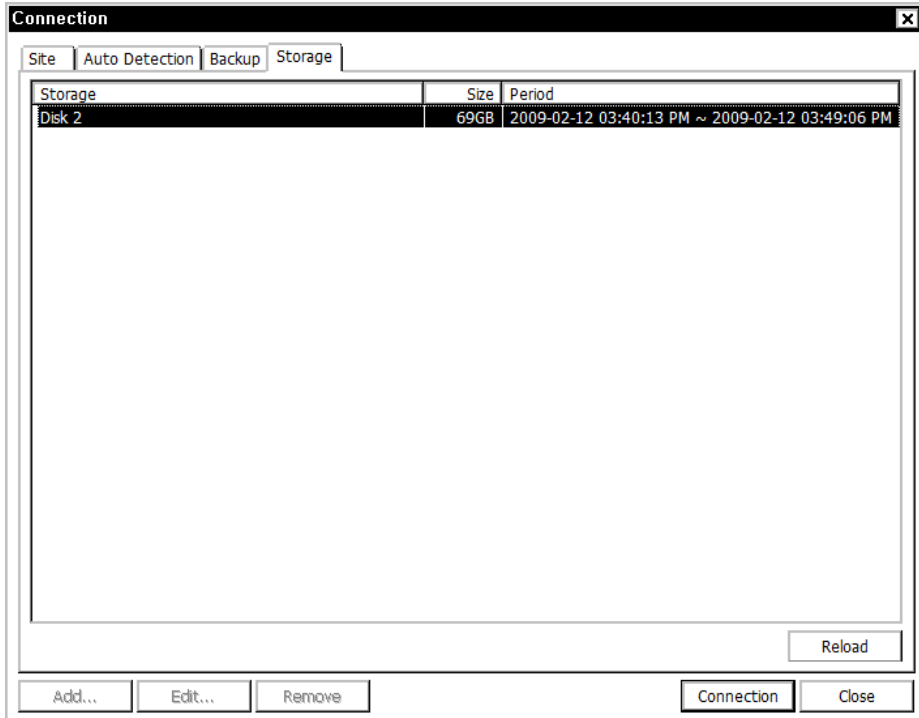 Connection
Site Auto Detection Backup Storage
Storage Size Period
Disk 2 69GB 2009-02-12 03:40:13 PM ~ 2009-02-12 03:49:06 PM
Reload
Add... Edit... Remove Connection Close